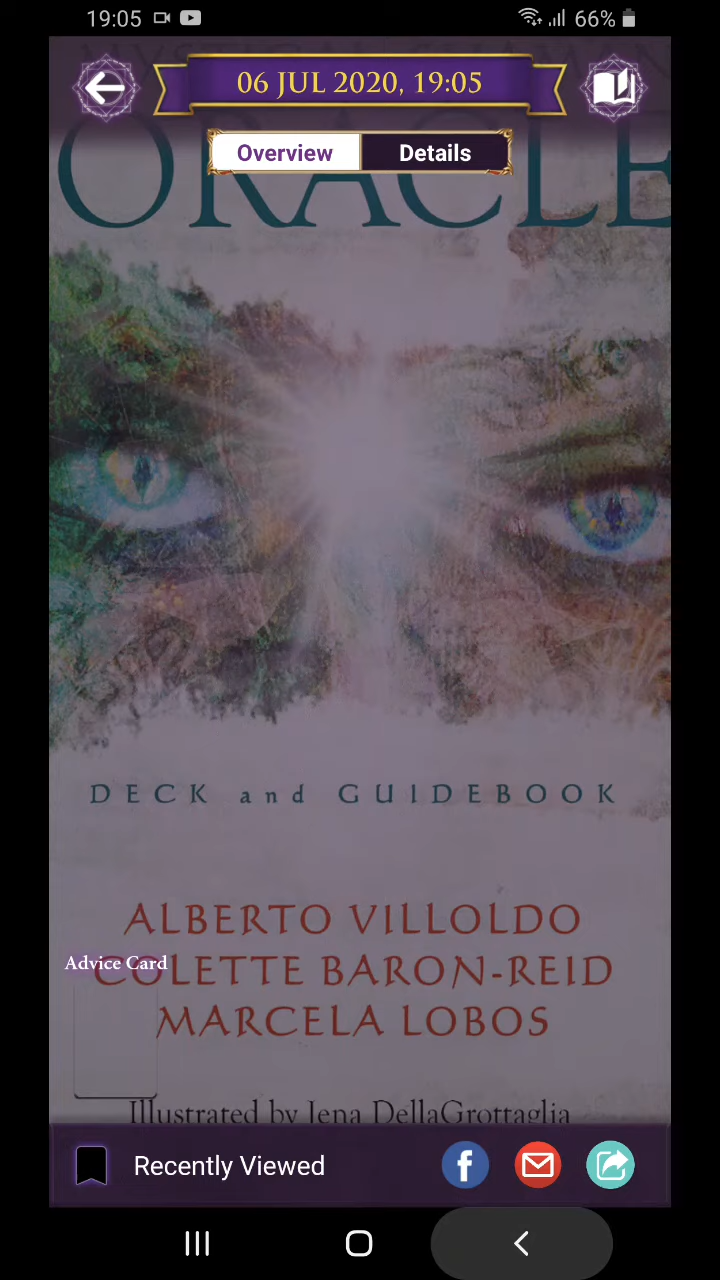 19:05
66%
06 JUL 2020, 19:05
Overview
Details
ORACLE
DECK and GUIDEBOOK
ALBERTO VILLOLDO
Advice Card
COLETTE BARON-REID
MARCELA LOBOS
Illustrated by Jena DellaGrottaglia
Recently Viewed